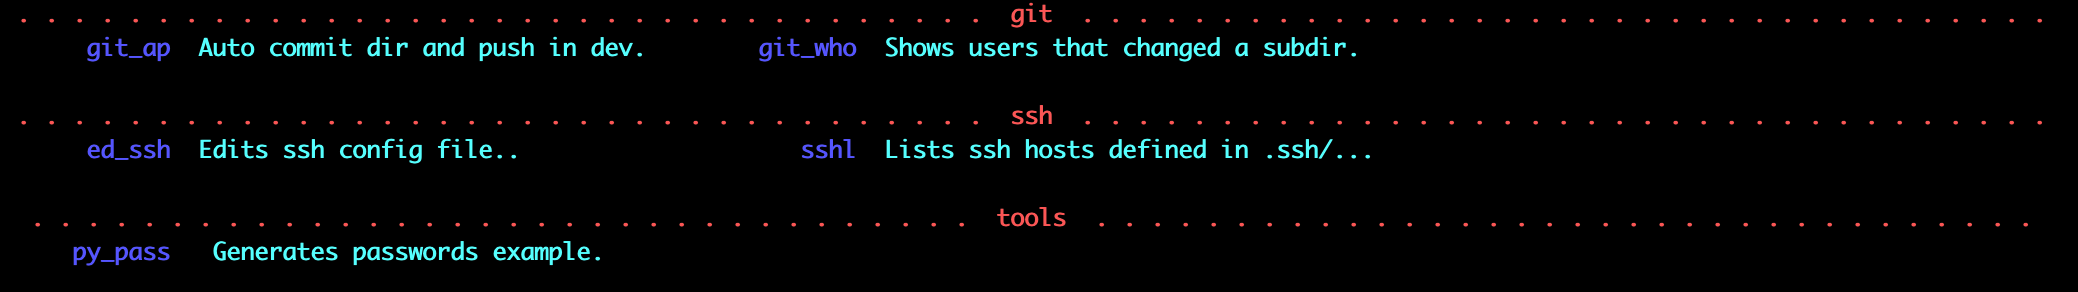 . . . . . . . . . . . . . . . . . . . . . . . . . . . . . . . . . . . git . . . . . . . . . . . . . . . . . . . . . . . . . . . . . . . . . . .
git_ap Auto commit dir and push in dev. git_who Shows users that changed a subdir.
. . . . . . . . . . . . . . . . . . . . . . . . . . . . . . . . . . . ssh . . . . . . . . . . . . . . . . . . . . . . . . . . . . . . . . . . .
ed_ssh Edits ssh config file.. sshl Lists ssh hosts defined in .ssh/...
. . . . . . . . . . . . . . . . . . . . . . . . . . . . . . . . . . tools . . . . . . . . . . . . . . . . . . . . . . . . . . . . . . . . . .
py_pass Generates passwords example.